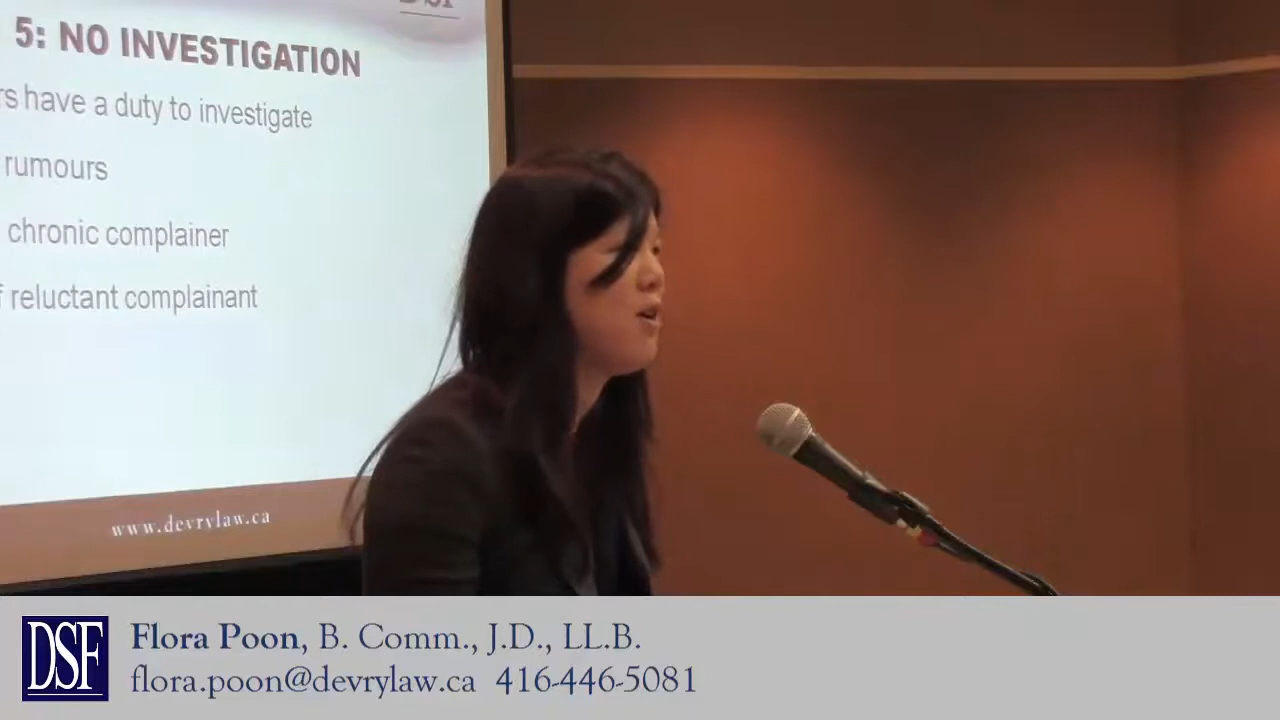 5: NO INVESTIGATION
rs have a duty to investigate
rumours
chronic complainer
reluctant complainant
www.devrylaw.ca
DSF
Flora Poon, B. Comm., J.D., LL.B.
flora.poon@devrylaw.ca 416-446-5081